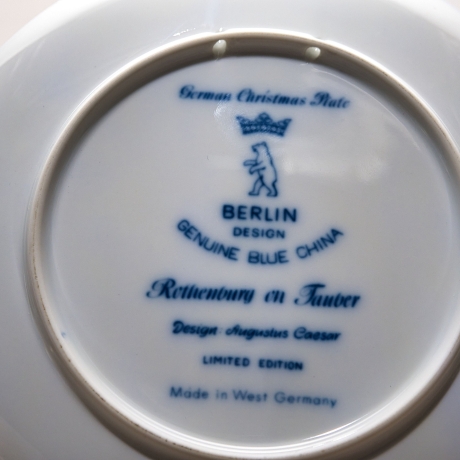 German Christmas Plate
BERLIN
DESIGN
GENUINE BLUE CHINA
Rothenburg on Tauber
Design Augustus Caesar
LIMITED EDITION
Made in West Germany